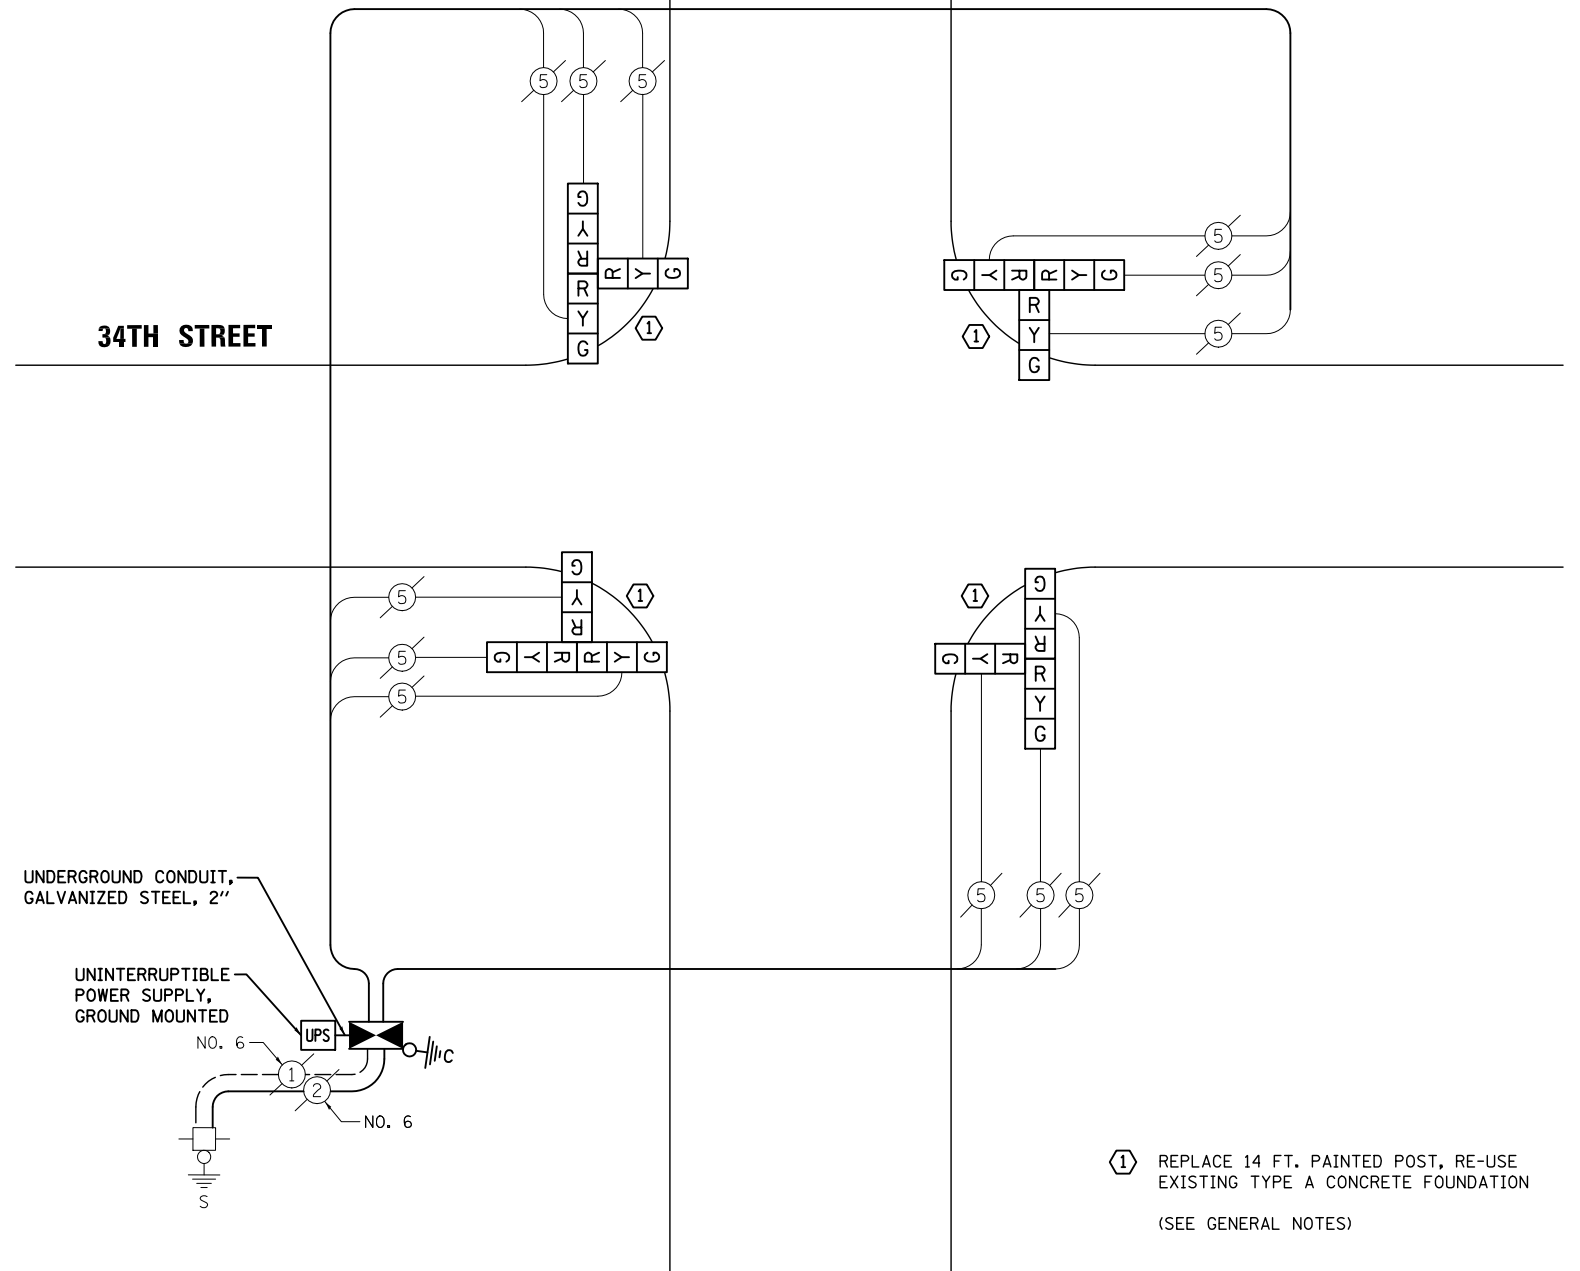 5 5 5
G
Y
R
R Y G
R
Y
G
1
5
G Y R R Y G
5
R
Y
G
1
5
34TH STREET
G
Y
R
1
5
G Y R R Y G
5
5
1
G
Y
R
G Y R
R
Y
G
5 5 5
UNDERGROUND CONDUIT,
GALVANIZED STEEL, 2"
UNINTERRUPTIBLE
POWER SUPPLY,
GROUND MOUNTED
UPS
NO. 6
C
1
2
NO. 6
S
1 REPLACE 14 FT. PAINTED POST, RE-USE
EXISTING TYPE A CONCRETE FOUNDATION
(SEE GENERAL NOTES)